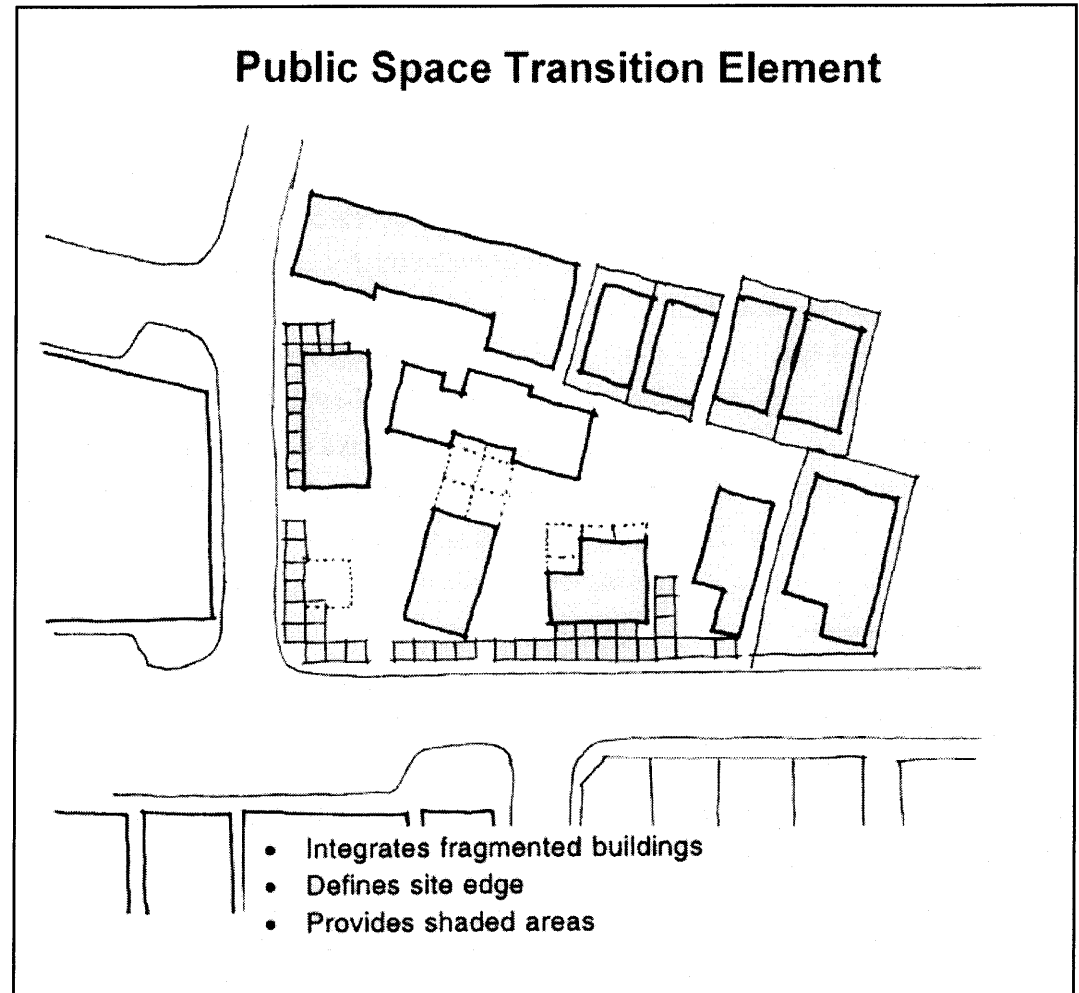 Public Space Transition Element
• Integrates fragmented buildings
• Defines site edge
• Provides shaded areas